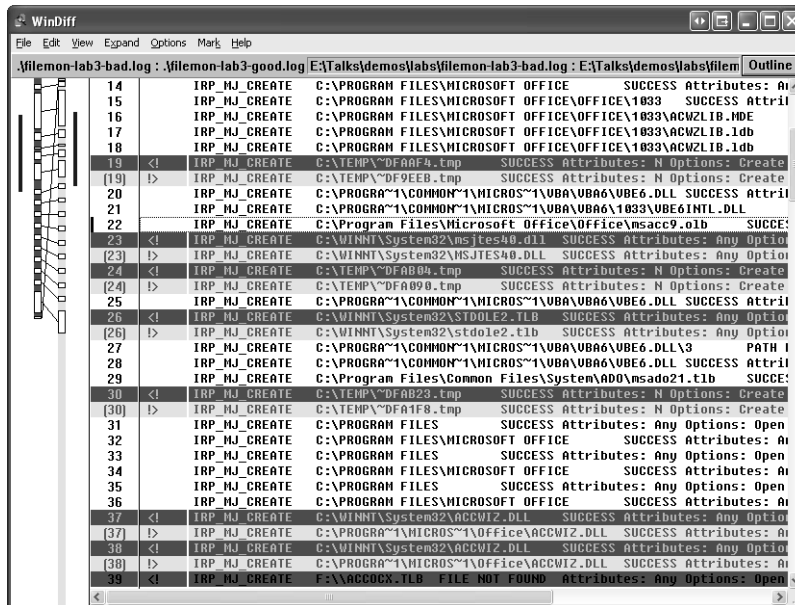 WinDiff
File Edit View Expand Options Mark Help
.\filemon-lab3-bad.log : .\filemon-lab3-good.log E:\Talks\demos\labs\filemon-lab3-bad.log : E:\Talks\demos\labs\filem Outline
14 IRP_MJ_CREATE C:\PROGRAM FILES\MICROSOFT OFFICE SUCCESS Attributes: A
15 IRP_MJ_CREATE C:\PROGRAM FILES\MICROSOFT OFFICE\OFFICE\1033 SUCCESS Attri
16 IRP_MJ_CREATE C:\PROGRAM FILES\MICROSOFT OFFICE\OFFICE\1033\ACWZLIB.MDE
17 IRP_MJ_CREATE C:\PROGRAM FILES\MICROSOFT OFFICE\OFFICE\1033\ACWZLIB.ldb
18 IRP_MJ_CREATE C:\PROGRAM FILES\MICROSOFT OFFICE\OFFICE\1033\ACWZLIB.ldb
19 <! IRP_MJ_CREATE C:\TEMP\~DFAAF4.tmp SUCCESS Attributes: N Options: Create
(19) !> IRP_MJ_CREATE C:\TEMP\~DF9EEB.tmp SUCCESS Attributes: N Options: Create
20 IRP_MJ_CREATE C:\PROGRA~1\COMMON~1\MICROS~1\VBA\VBA6\VBE6.DLL SUCCESS Attri
21 IRP_MJ_CREATE C:\PROGRA~1\COMMON~1\MICROS~1\VBA\VBA6\1033\VBE6INTL.DLL
22 IRP_MJ_CREATE C:\Program Files\Microsoft Office\Office\msacc9.olb SUCCES
23 <! IRP_MJ_CREATE C:\WINNT\System32\msjtes40.dll SUCCESS Attributes: Any Optio
(23) !> IRP_MJ_CREATE C:\WINNT\System32\MSJTES40.DLL SUCCESS Attributes: Any Optio
24 <! IRP_MJ_CREATE C:\TEMP\~DFAB04.tmp SUCCESS Attributes: N Options: Create
(24) !> IRP_MJ_CREATE C:\TEMP\~DFA090.tmp SUCCESS Attributes: N Options: Create
25 IRP_MJ_CREATE C:\PROGRA~1\COMMON~1\MICROS~1\VBA\VBA6\VBE6.DLL SUCCESS Attri
26 <! IRP_MJ_CREATE C:\WINNT\System32\STDOLE2.TLB SUCCESS Attributes: Any Optio
(26) !> IRP_MJ_CREATE C:\WINNT\System32\stdole2.tlb SUCCESS Attributes: Any Optio
27 IRP_MJ_CREATE C:\PROGRA~1\COMMON~1\MICROS~1\VBA\VBA6\VBE6.DLL\3 PATH
28 IRP_MJ_CREATE C:\PROGRA~1\COMMON~1\MICROS~1\VBA\VBA6\VBE6.DLL SUCCESS Attri
29 IRP_MJ_CREATE C:\Program Files\Common Files\System\ADO\msado21.tlb SUCCES
30 <! IRP_MJ_CREATE C:\TEMP\~DFAB23.tmp SUCCESS Attributes: N Options: Create
(30) !> IRP_MJ_CREATE C:\TEMP\~DFA1F8.tmp SUCCESS Attributes: N Options: Create
31 IRP_MJ_CREATE C:\PROGRAM FILES SUCCESS Attributes: Any Options: Open
32 IRP_MJ_CREATE C:\PROGRAM FILES\MICROSOFT OFFICE SUCCESS Attributes: A
33 IRP_MJ_CREATE C:\PROGRAM FILES SUCCESS Attributes: Any Options: Open
34 IRP_MJ_CREATE C:\PROGRAM FILES\MICROSOFT OFFICE SUCCESS Attributes: A
35 IRP_MJ_CREATE C:\PROGRAM FILES SUCCESS Attributes: Any Options: Open
36 IRP_MJ_CREATE C:\PROGRAM FILES\MICROSOFT OFFICE SUCCESS Attributes: A
37 <! IRP_MJ_CREATE C:\WINNT\System32\ACCWIZ.DLL SUCCESS Attributes: Any Optio
(37) !> IRP_MJ_CREATE C:\PROGRA~1\MICROS~1\Office\ACCWIZ.DLL SUCCESS Attributes:
38 <! IRP_MJ_CREATE C:\WINNT\System32\ACCWIZ.DLL SUCCESS Attributes: Any Optio
(38) !> IRP_MJ_CREATE C:\PROGRA~1\MICROS~1\Office\ACCWIZ.DLL SUCCESS Attributes:
39 <! IRP_MJ_CREATE F:\\ACCOCX.TLB FILE NOT FOUND Attributes: Any Options: Open